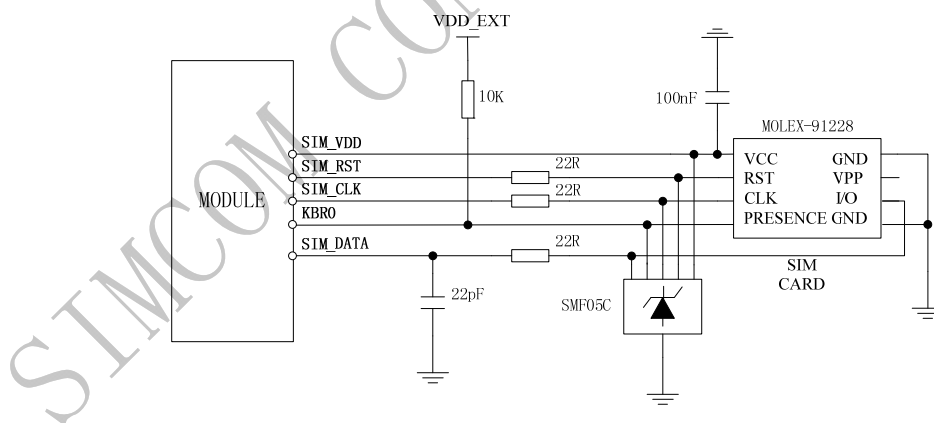 SIMCOM CO
VDD_EXT
10K
100nF
MOLEX-91228
SIM_VDD
SIM_RST
SIM_CLK
KBR0
SIM_DATA
MODULE
22R
22R
22R
VCC GND
RST VPP
CLK I/O
PRESENCE GND
SIM
CARD
22pF
SMF05C